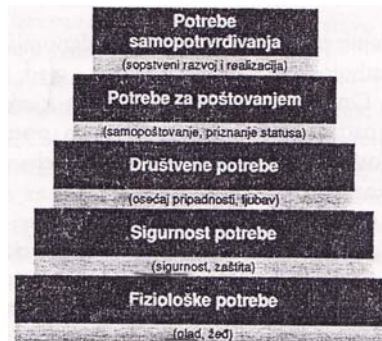 Potrebe
samopotrvrđivanja
(sopstveni razvoj i realizacija)
Potrebe za poštovanjem
(samopoštovanje, priznanje statusa)
Društvene potrebe
(osećaj pripadnosti, ljubav)
Sigurnost potrebe
(sigurnost, zaštita)
Fiziološke potrebe
(glad, žeđ)